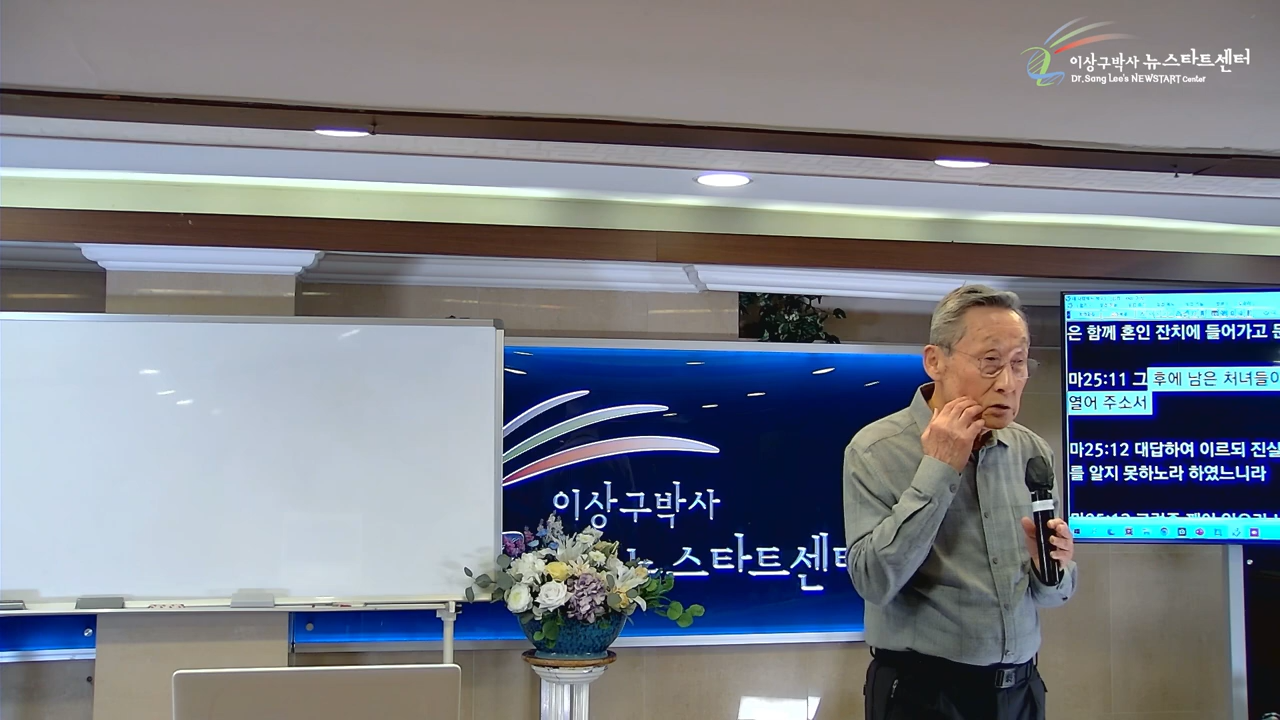 이상구박사 뉴스타트센터
Dr. Sang Lee's NEWSTART Center
은 함께 혼인 잔치에 들어가고
마25:11 그 후에 남은 처녀들이
열어 주소서
마25:12 대답하여 이르되 진실
를 알지 못하노라 하였느니라
이상구박사
스타트센터